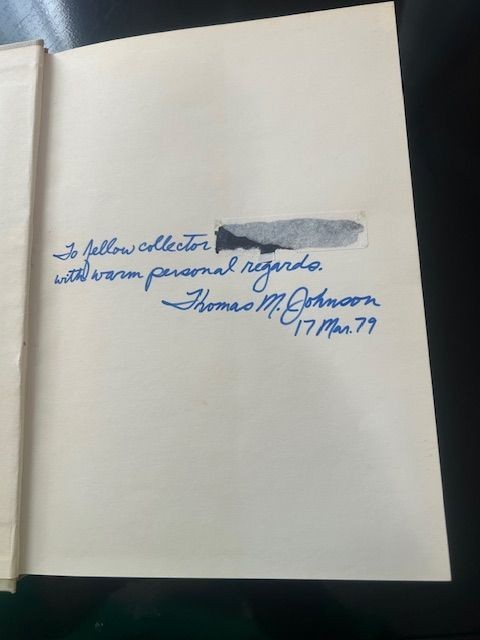 To fellow collector
with warm personal regards.
Thomas M. Johnson
17 Mar. 79